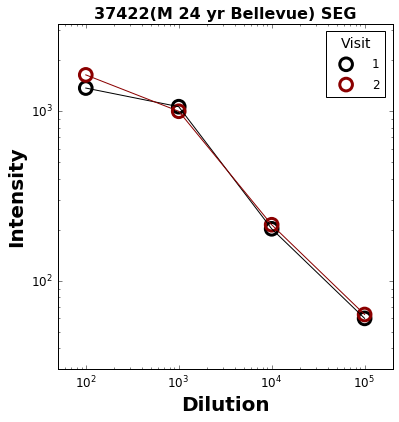 37422(M 24 yr Bellevue) SEG
Visit
1
2
Intensity
10³
10²
10² 10³ 10⁴ 10⁵
Dilution